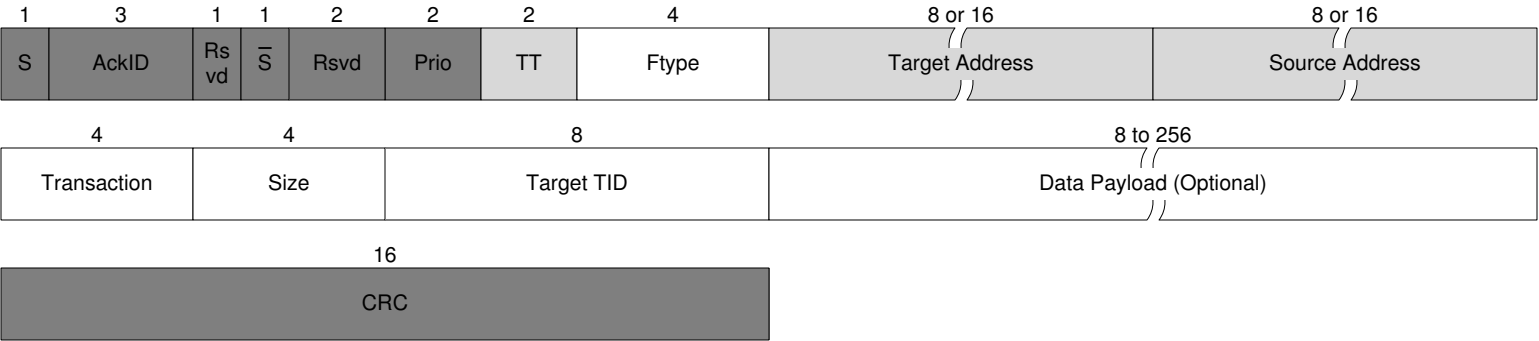 1 3 1 1 2 2 2 4 8 or 16 8 or 16
S AckID Rs vd S̅ Rsvd Prio TT Ftype Target Address Source Address
4 4 8 8 to 256
Transaction Size Target TID Data Payload (Optional)
16
CRC